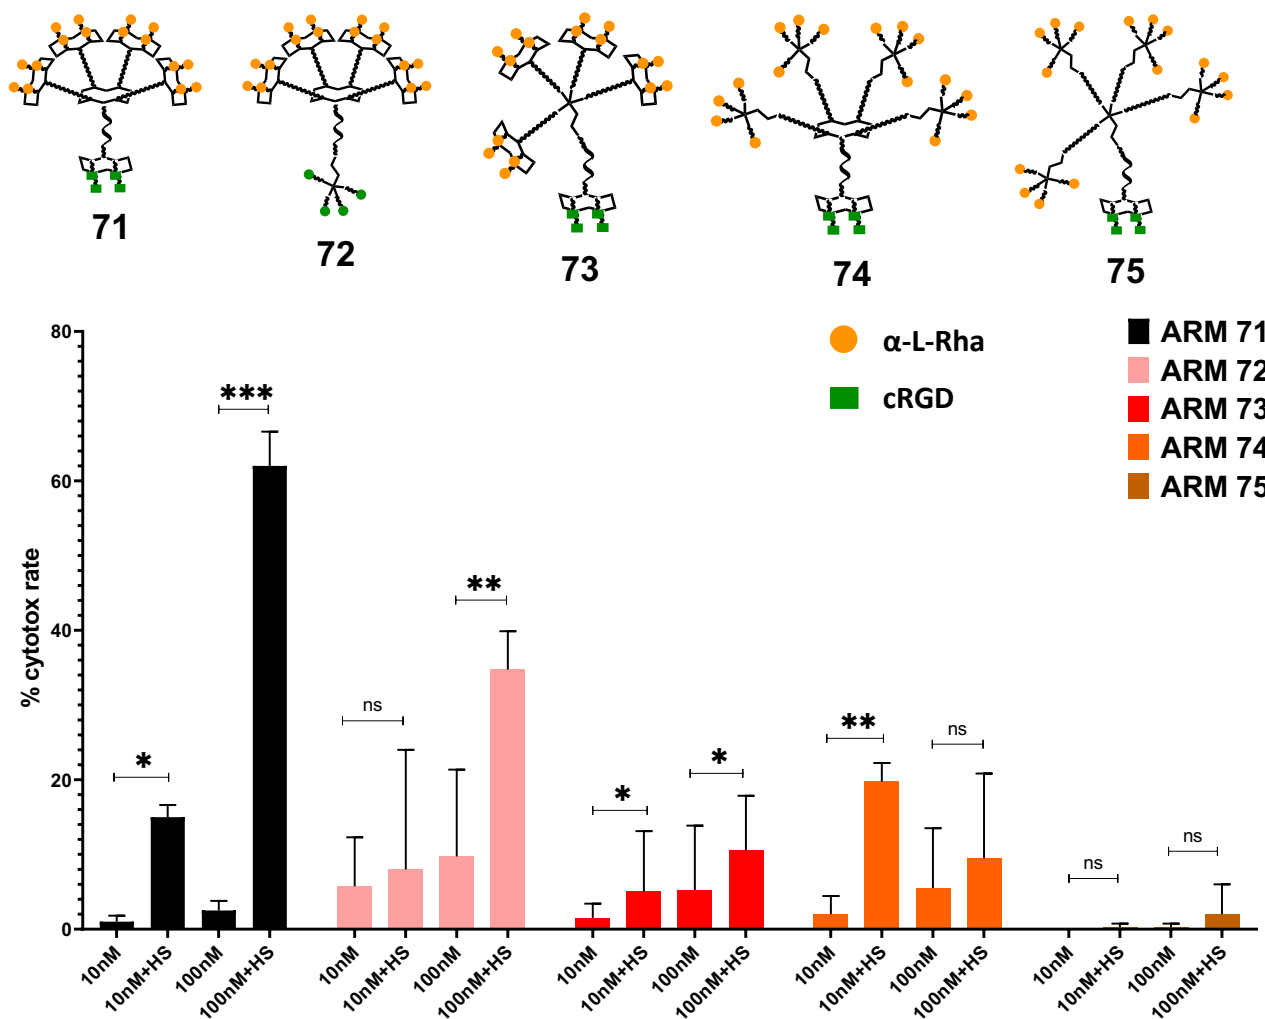 71
72
73
74
75
80
60
40
20
0
% cytotox rate
α-L-Rha
cRGD
ARM 71
ARM 72
ARM 73
ARM 74
ARM 75
*
***
ns
**
*
*
**
ns
ns
ns
10nM
10nM+HS
100nM
100nM+HS
10nM
10nM+HS
100nM
100nM+HS
10nM
10nM+HS
100nM
100nM+HS
10nM
10nM+HS
100nM
100nM+HS
10nM
10nM+HS
100nM
100nM+HS